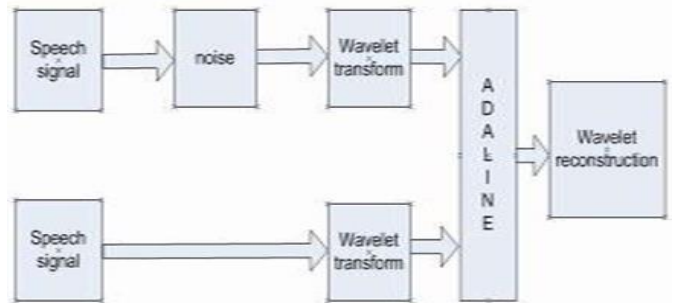 Speech
signal
noise
Wavelet
transform
A
D
A
L
I
N
E
Wavelet
reconstruction
Speech
signal
Wavelet
transform